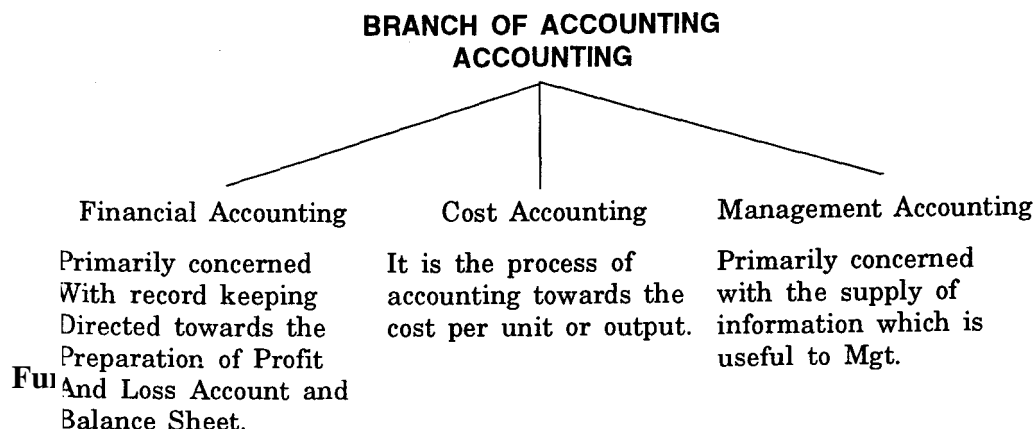 BRANCH OF ACCOUNTING
ACCOUNTING
Financial Accounting
Primarily concerned
With record keeping
Directed towards the
Preparation of Profit
And Loss Account and
Balance Sheet.
Cost Accounting
It is the process of
accounting towards the
cost per unit or output.
Management Accounting
Primarily concerned
with the supply of
information which is
useful to Mgt.